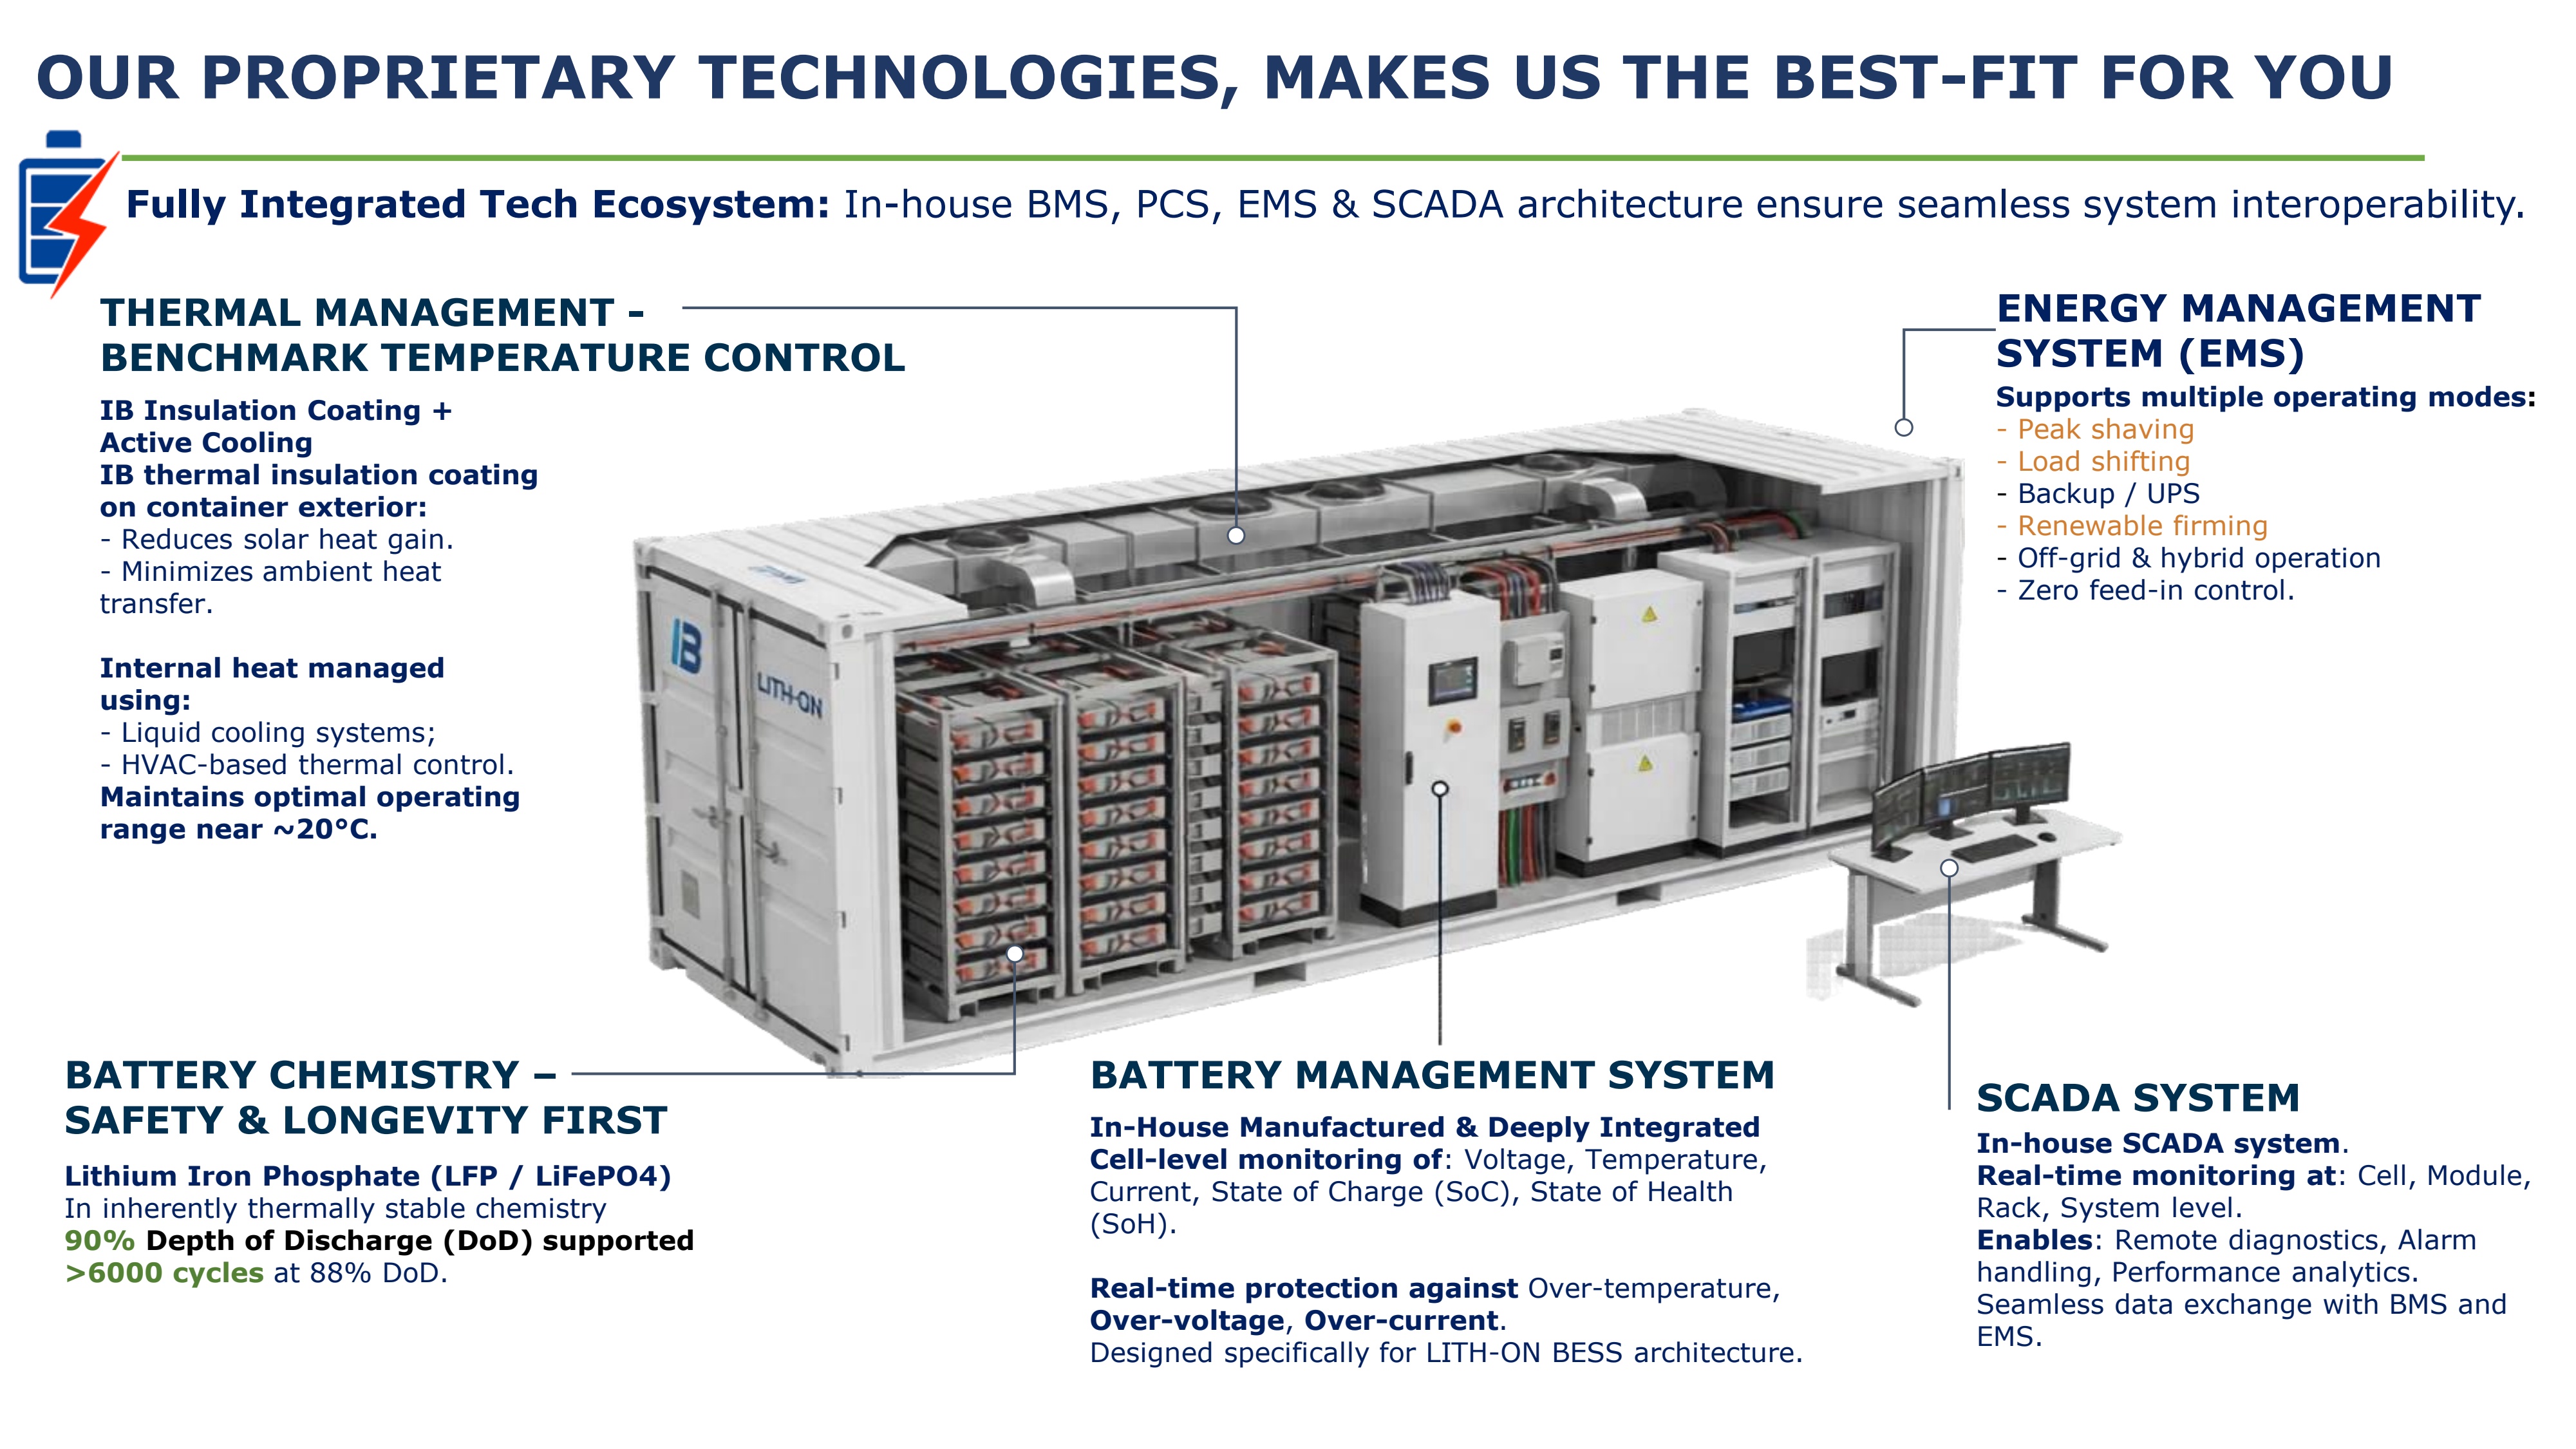 OUR PROPRIETARY TECHNOLOGIES, MAKES US THE BEST-FIT FOR YOU
Fully Integrated Tech Ecosystem: In-house BMS, PCS, EMS & SCADA architecture ensure seamless system interoperability.
THERMAL MANAGEMENT -
BENCHMARK TEMPERATURE CONTROL
IB Insulation Coating +
Active Cooling
IB thermal insulation coating
on container exterior:
- Reduces solar heat gain.
- Minimizes ambient heat
transfer.
Internal heat managed
using:
- Liquid cooling systems;
- HVAC-based thermal control.
Maintains optimal operating
range near ~20°C.
ENERGY MANAGEMENT
SYSTEM (EMS)
Supports multiple operating modes:
- Peak shaving
- Load shifting
- Backup / UPS
- Renewable firming
- Off-grid & hybrid operation
- Zero feed-in control.
IB
LITH-ON
BATTERY CHEMISTRY –
SAFETY & LONGEVITY FIRST
Lithium Iron Phosphate (LFP / LiFePO4)
In inherently thermally stable chemistry
90% Depth of Discharge (DoD) supported
>6000 cycles at 88% DoD.
BATTERY MANAGEMENT SYSTEM
In-House Manufactured & Deeply Integrated
Cell-level monitoring of: Voltage, Temperature,
Current, State of Charge (SoC), State of Health
(SoH).
Real-time protection against Over-temperature,
Over-voltage, Over-current.
Designed specifically for LITH-ON BESS architecture.
SCADA SYSTEM
In-house SCADA system.
Real-time monitoring at: Cell, Module,
Rack, System level.
Enables: Remote diagnostics, Alarm
handling, Performance analytics.
Seamless data exchange with BMS and
EMS.